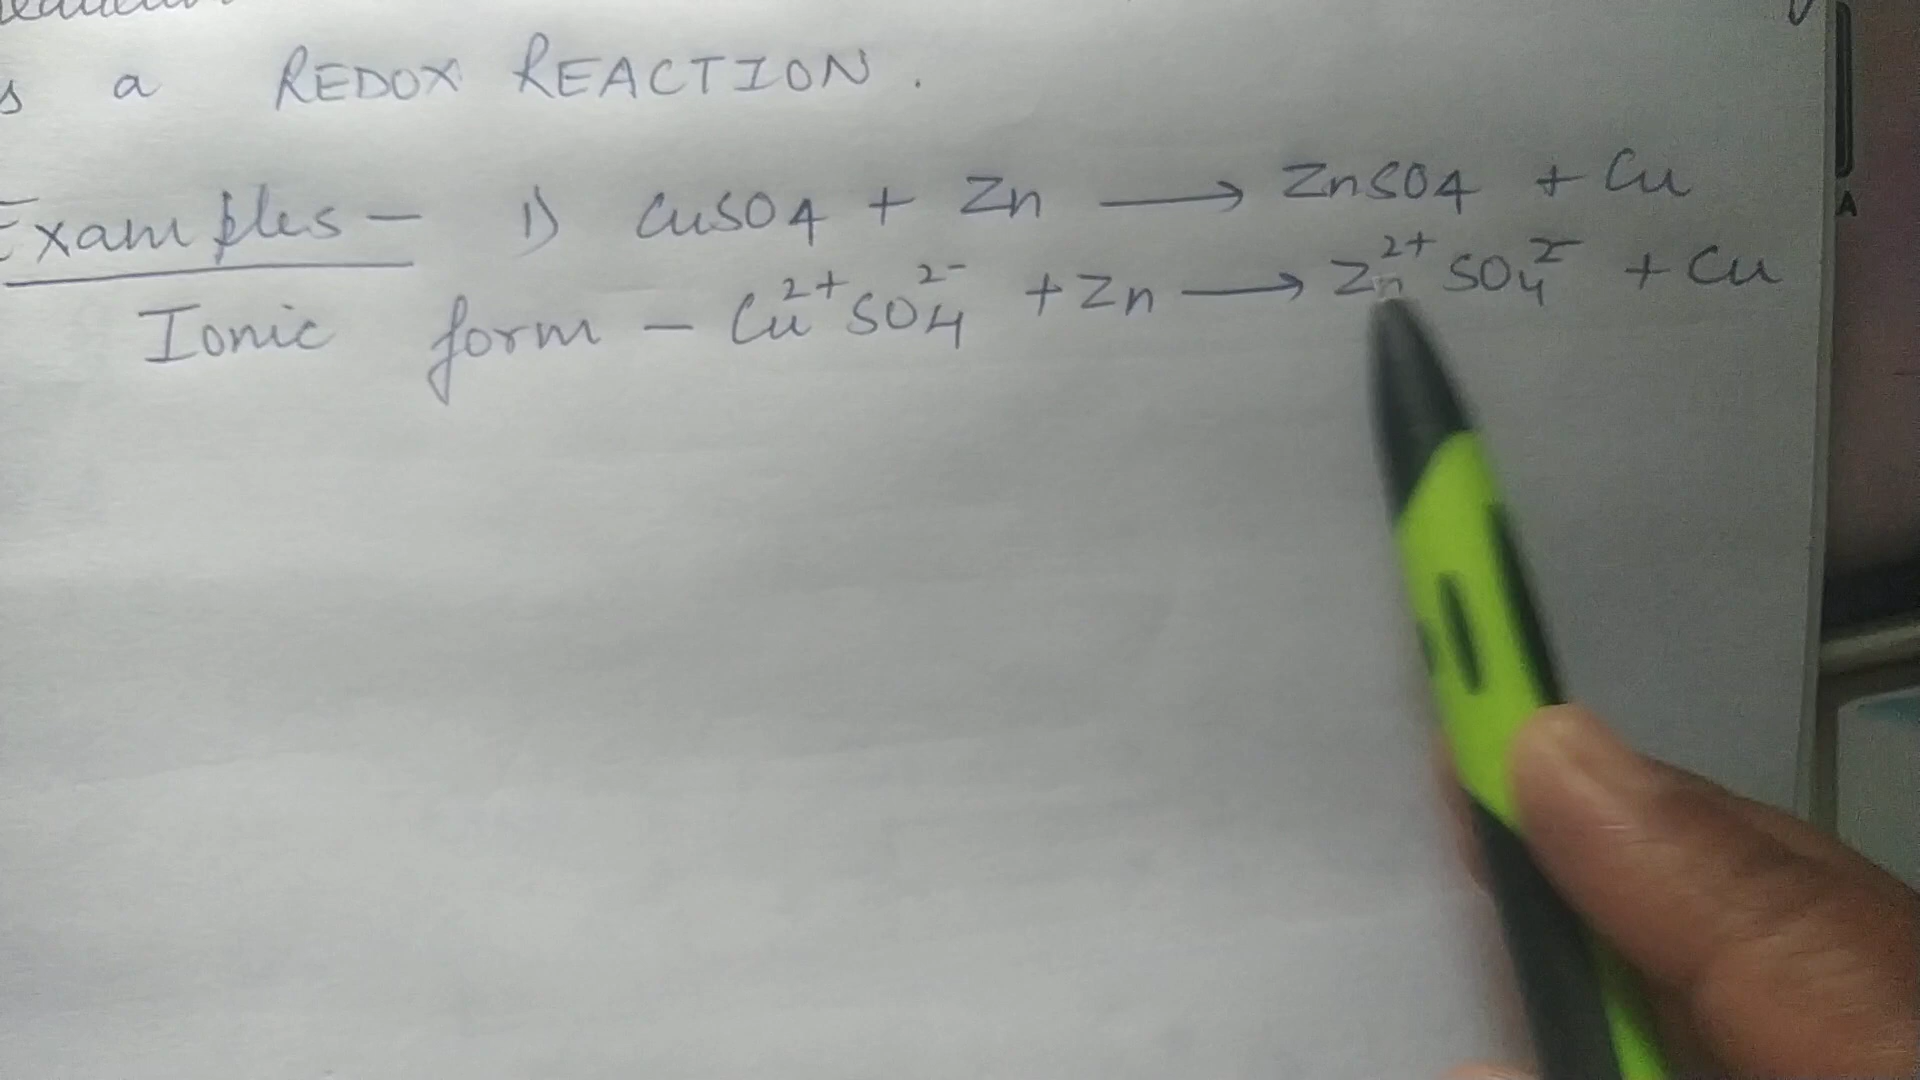 s a REDOX REACTION.
Examples - 1) CuSO4 + Zn ⟶ ZnSO4 + Cu
Ionic form - Cu²⁺SO₄²⁻ + Zn ⟶ Zn²⁺SO₄²⁻ + Cu
A